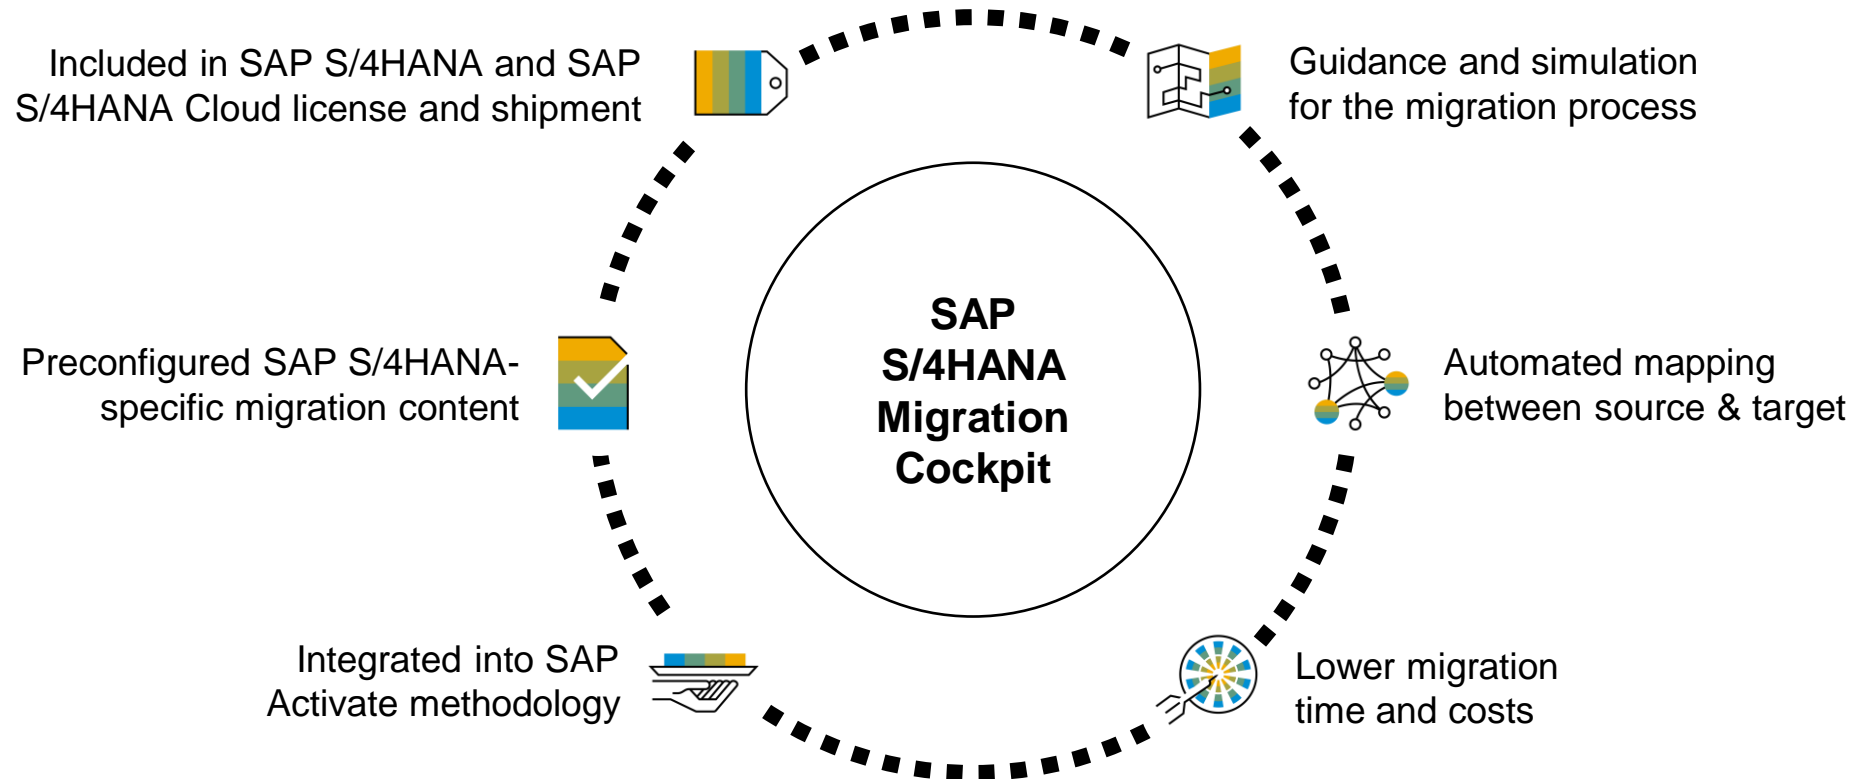 Included in SAP S/4HANA and SAP
S/4HANA Cloud license and shipment
Guidance and simulation
for the migration process
SAP
S/4HANA
Migration
Cockpit
Preconfigured SAP S/4HANA-
specific migration content
Automated mapping
between source & target
Integrated into SAP
Activate methodology
Lower migration
time and costs